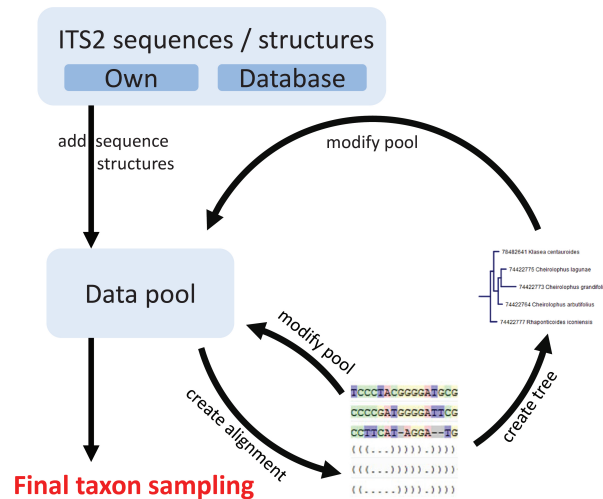 ITS2 sequences / structures
Own
Database
add sequence
structures
modify pool
Data pool
78482641 Klasea centauroides
74422775 Cheirolophus lagunae
74422773 Cheirolophus grandifol
74422764 Cheirolophus arbutifolius
74422777 Rhaponticoides iconiensis
modify pool
create alignment
create tree
TCCCTACGGGGATGCG
CCCCGATGGGGATTCG
CCTTCAT-AGGA--TG
(((...))))).))))
(((...))))).))))
(((....)))).))))
Final taxon sampling